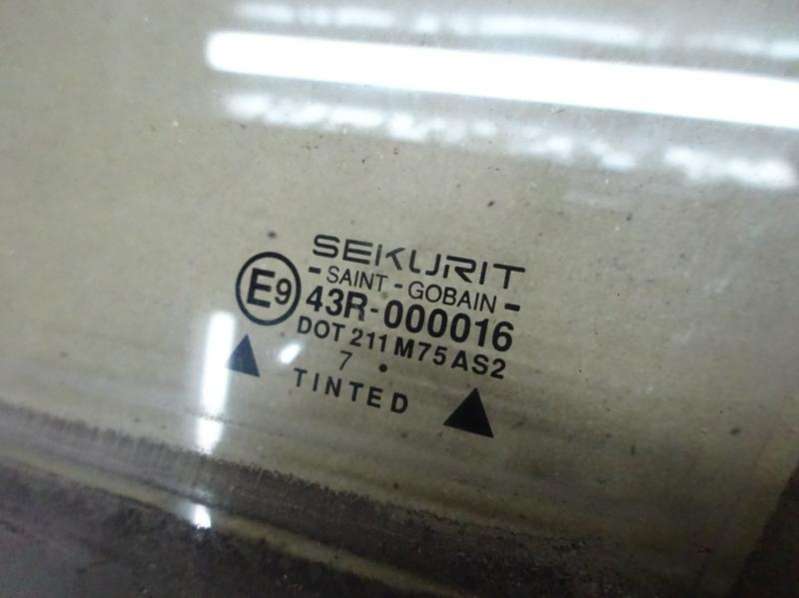 SEKURIT
- SAINT - GOBAIN -
E9 43R-000016
DOT 211 M75 AS2
7 •
TINTED